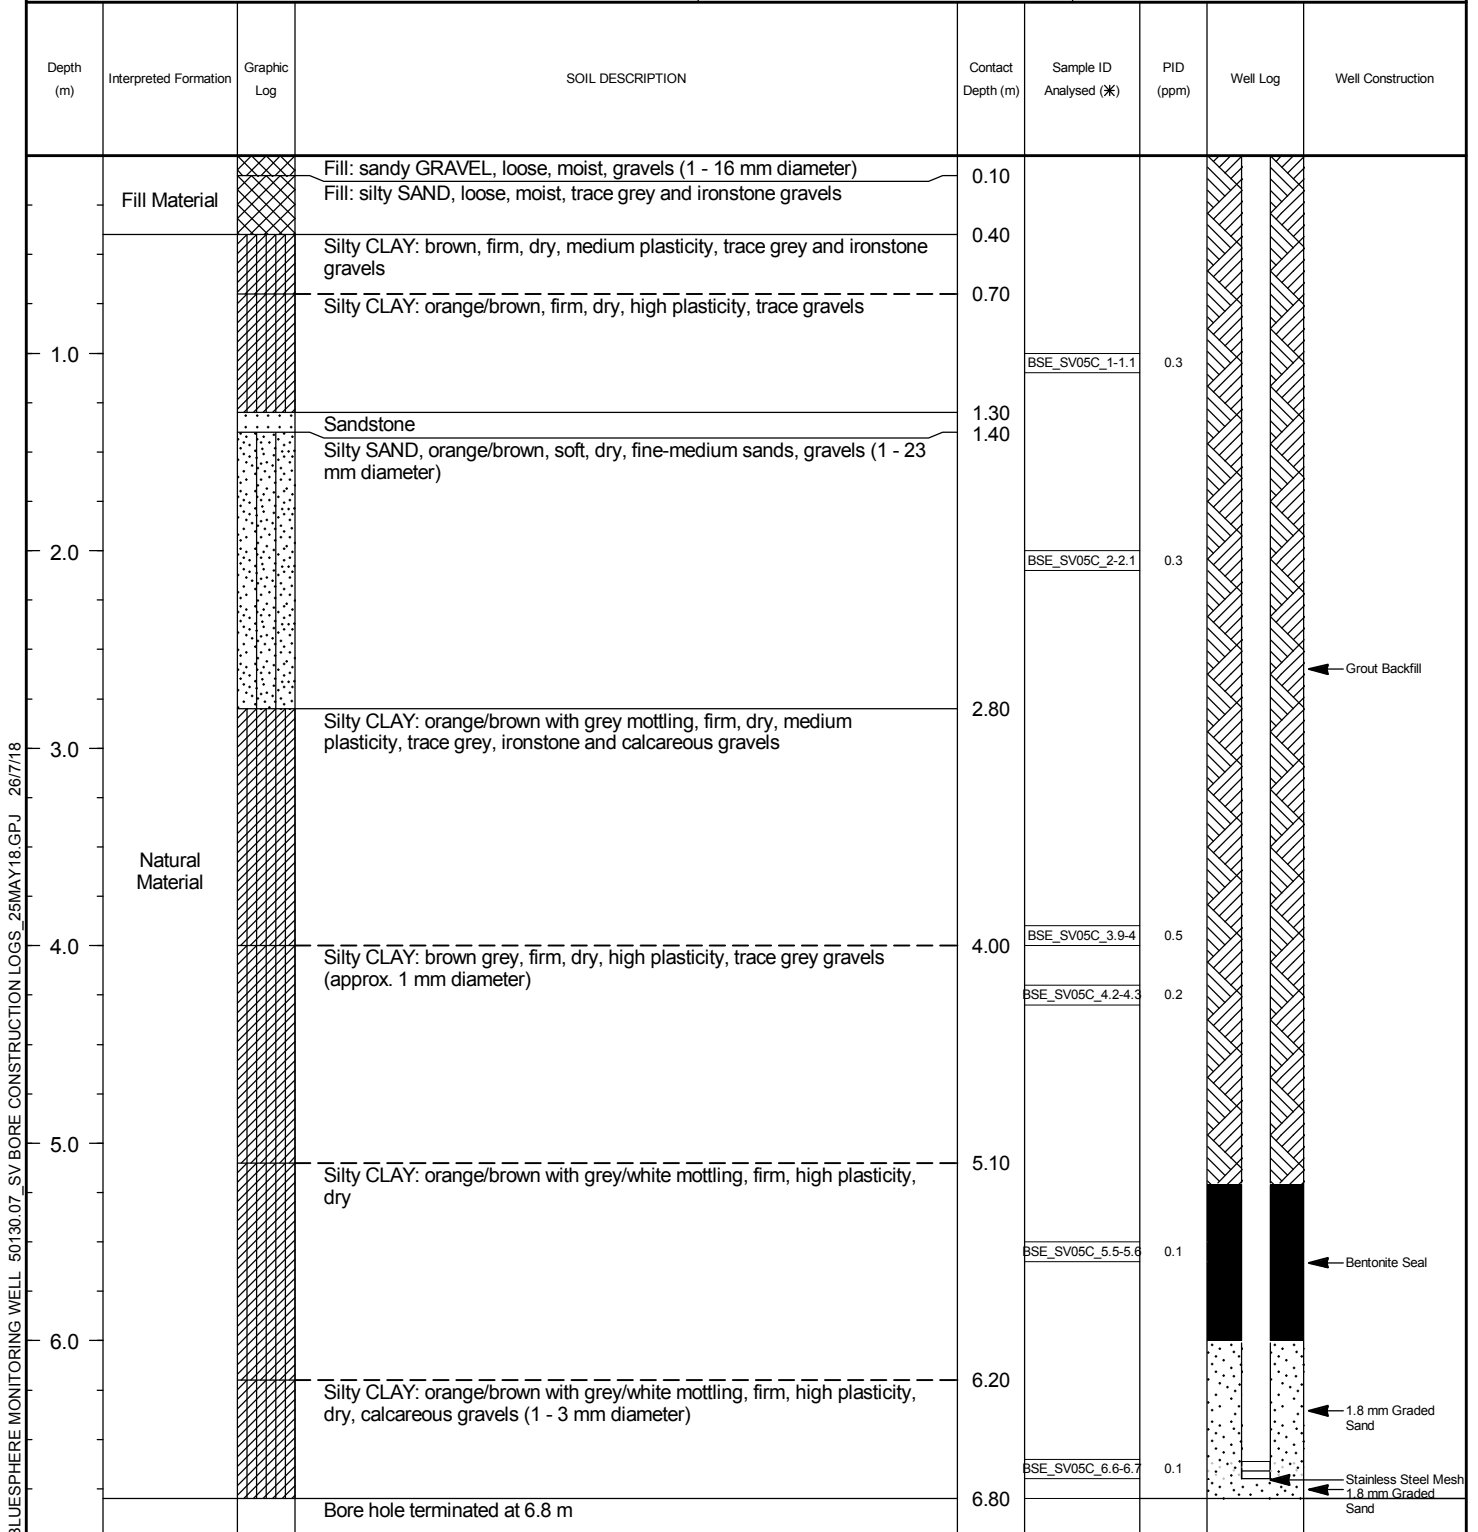 Depth
(m)
Interpreted Formation
Graphic
Log
SOIL DESCRIPTION
Contact
Depth (m)
Sample ID
Analysed (✱)
PID
(ppm)
Well Log
Well Construction
Fill Material
Fill: sandy GRAVEL, loose, moist, gravels (1 - 16 mm diameter)
0.10
Fill: silty SAND, loose, moist, trace grey and ironstone gravels
0.40
Silty CLAY: brown, firm, dry, medium plasticity, trace grey and ironstone
gravels
0.70
Silty CLAY: orange/brown, firm, dry, high plasticity, trace gravels
1.0
BSE_SV05C_1-1.1
0.3
1.30
Sandstone
1.40
Silty SAND, orange/brown, soft, dry, fine-medium sands, gravels (1 - 23
mm diameter)
2.0
BSE_SV05C_2-2.1
0.3
Grout Backfill
2.80
Silty CLAY: orange/brown with grey mottling, firm, dry, medium
plasticity, trace grey, ironstone and calcareous gravels
3.0
Natural
Material
BSE_SV05C_3.9-4
0.5
4.0
4.00
Silty CLAY: brown grey, firm, dry, high plasticity, trace grey gravels
(approx. 1 mm diameter)
BSE_SV05C_4.2-4.3
0.2
5.0
5.10
Silty CLAY: orange/brown with grey/white mottling, firm, high plasticity,
dry
BSE_SV05C_5.5-5.6
0.1
Bentonite Seal
6.0
6.20
Silty CLAY: orange/brown with grey/white mottling, firm, high plasticity,
dry, calcareous gravels (1 - 3 mm diameter)
1.8 mm Graded
Sand
BSE_SV05C_6.6-6.7
0.1
Stainless Steel Mesh
1.8 mm Graded
Sand
6.80
Bore hole terminated at 6.8 m
BLUESPHERE MONITORING WELL 50130.07_SV BORE CONSTRUCTION LOGS_25MAY18.GPJ 26/7/18